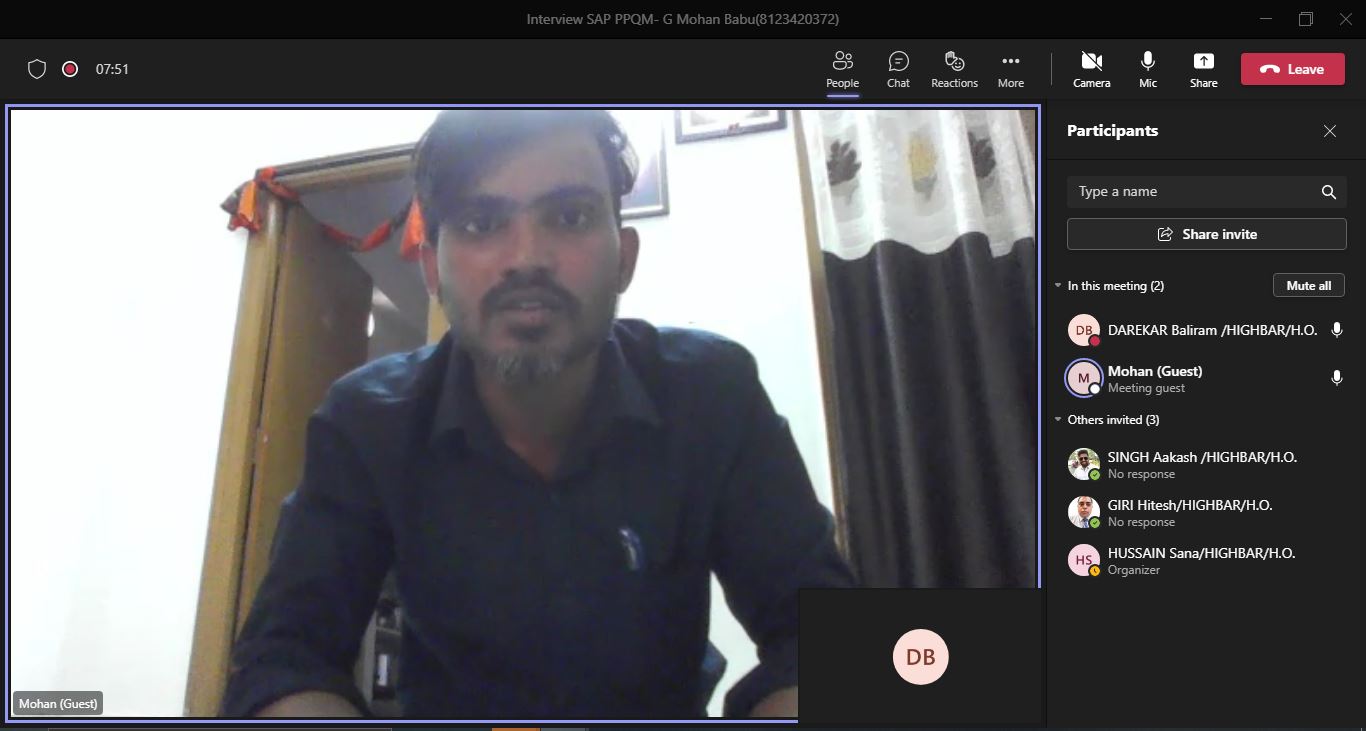 Interview SAP PPQM- G Mohan Babu(8123420372)
07:51
People
Chat
Reactions
More
Camera
Mic
Share
Leave
Mohan (Guest)
DB
Participants
Type a name
Share invite
In this meeting (2)
Mute all
DB
DAREKAR Baliram /HIGHBAR/H.O.
M
Mohan (Guest)
Meeting guest
Others invited (3)
SINGH Aakash /HIGHBAR/H.O.
No response
GIRI Hitesh/HIGHBAR/H.O.
No response
HS
HUSSAIN Sana/HIGHBAR/H.O.
Organizer